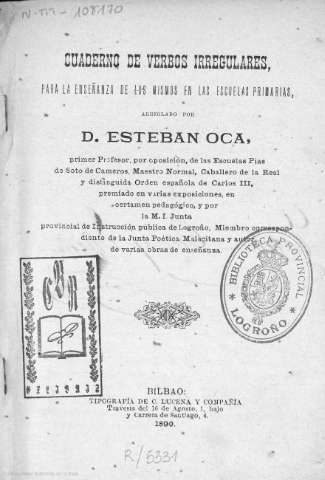 N-TT-108170
CUADERNO DE VERBOS IRREGULARES,
PARA LA ENSEÑANZA DE LOS MISMOS EN LAS ESCUELAS PRIMARIAS,
ARREGLADO POR
D. ESTEBAN OCA,
primer Profesor, por oposición, de las Escuelas Pias
de Soto de Cameros, Maestro Normal, Caballero de la Real
y distinguida Orden española de Carlos III,
premiado en varias exposiciones, en
certamen pedagógico, y por
la M. I. Junta
provincial de Instrucción pública de Logroño, Miembro correspon-
diente de la Junta Poética Malacitana y autor
de varias obras de enseñanza.
BIBLIOTECA PROVINCIAL
LOGROÑO
BILBAO:
TIPOGRAFÍA DE C. LUCENA Y COMPAÑÍA
Travesía del 16 de Agosto, 1, bajo
y Carrera de Santiago, 4.
1890.
R/5331